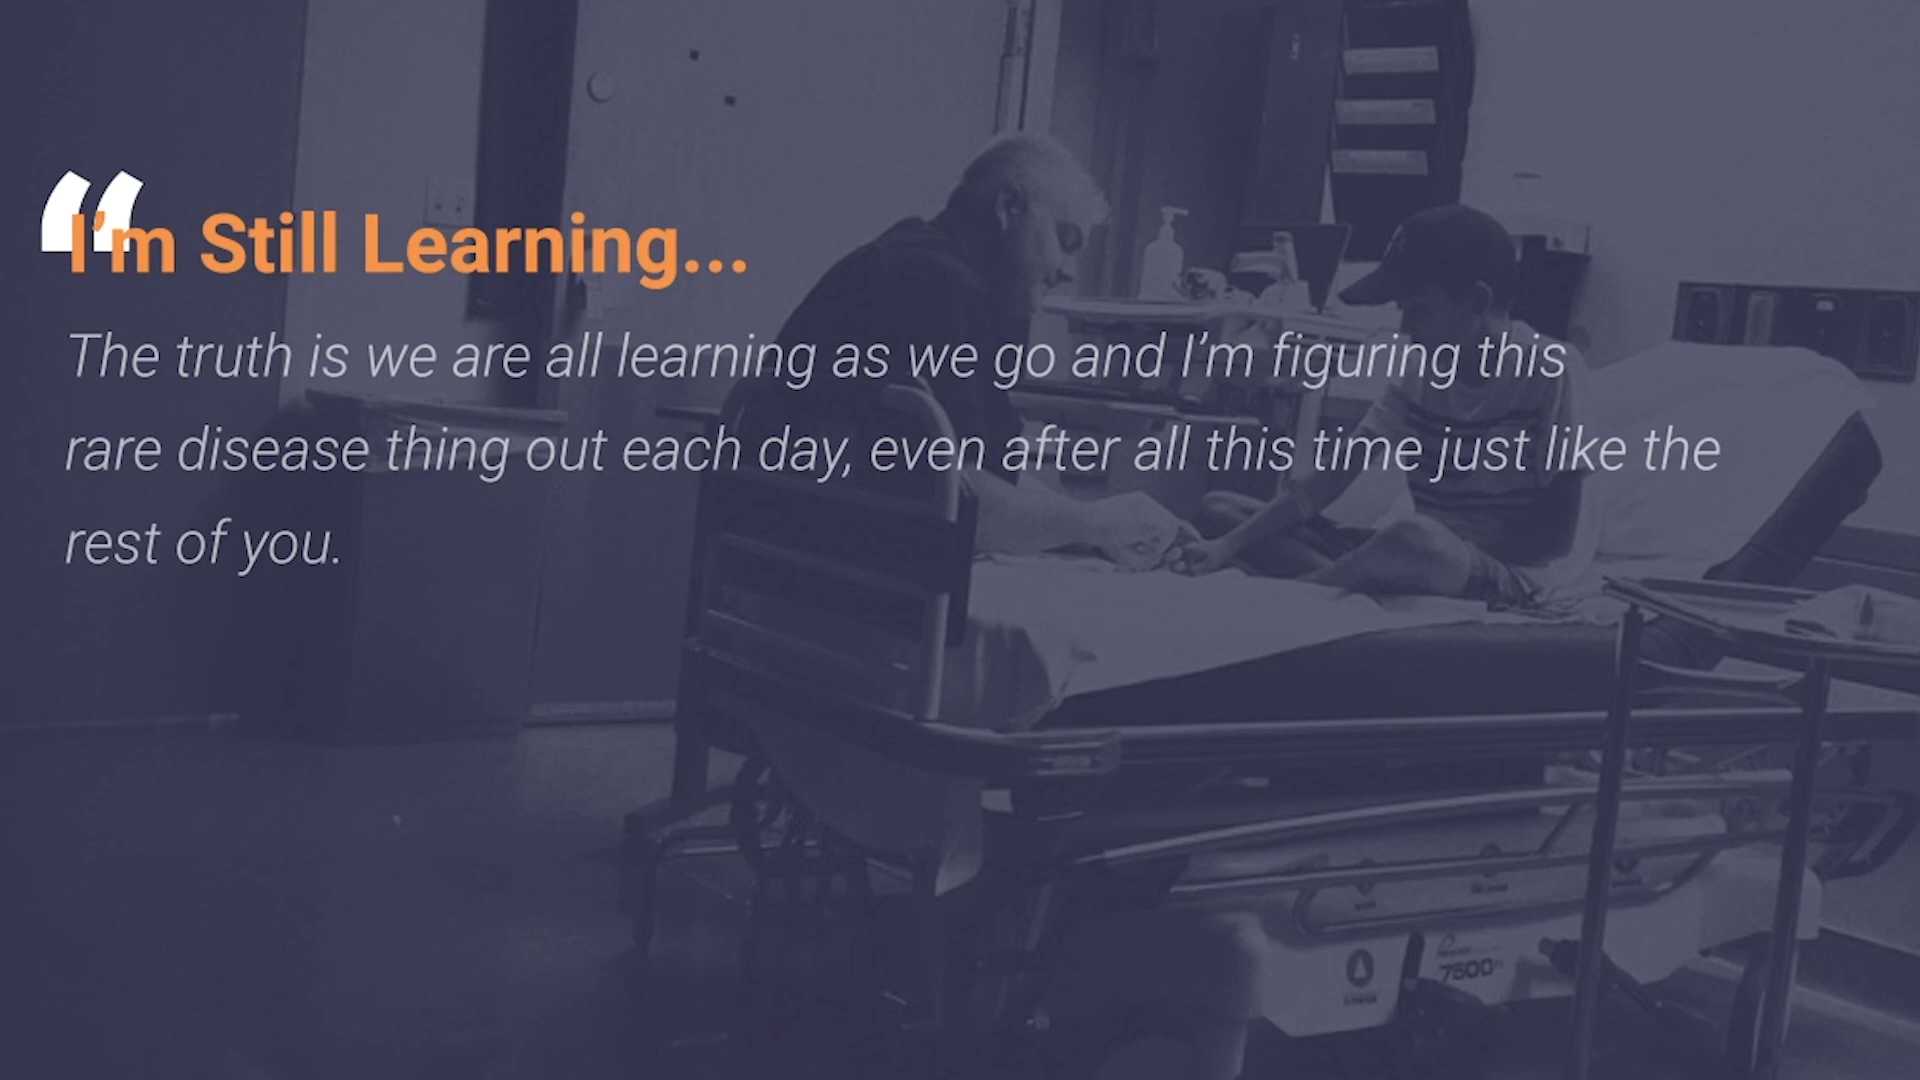 “
I’m Still Learning...
The truth is we are all learning as we go and I’m figuring this
rare disease thing out each day, even after all this time just like the
rest of you.
7500